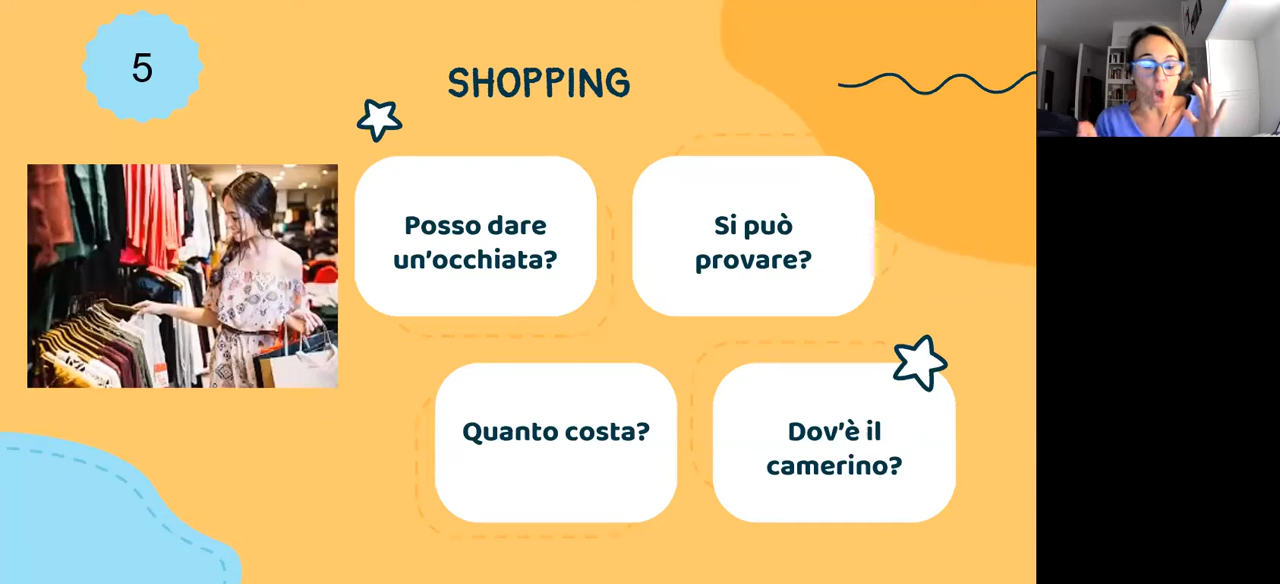 5
SHOPPING
Posso dare
un'occhiata?
Si può
provare?
Quanto costa?
Dov'è il
camerino?